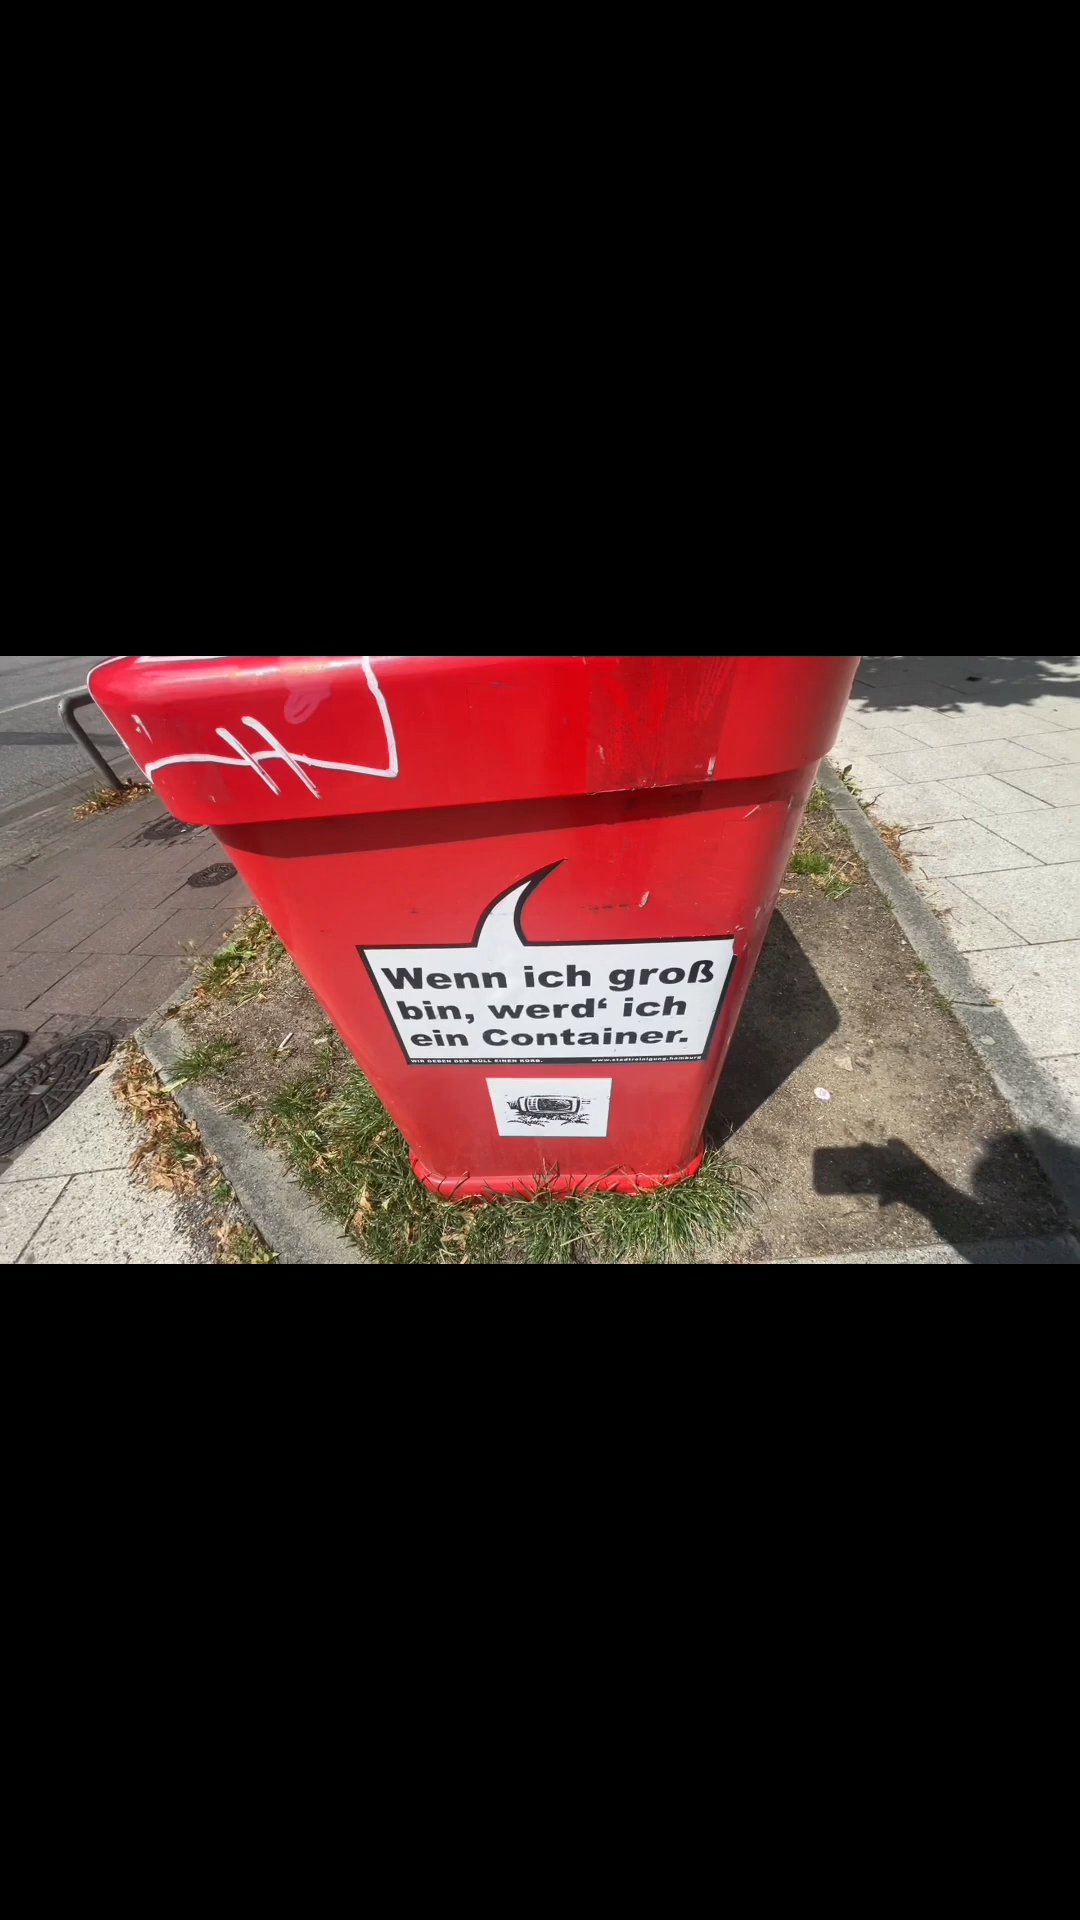 Wenn ich groß
bin, werd‘ ich
ein Container.
WIR GEBEN DEM MÜLL EINEN KORB. www.stadtreinigung.hamburg